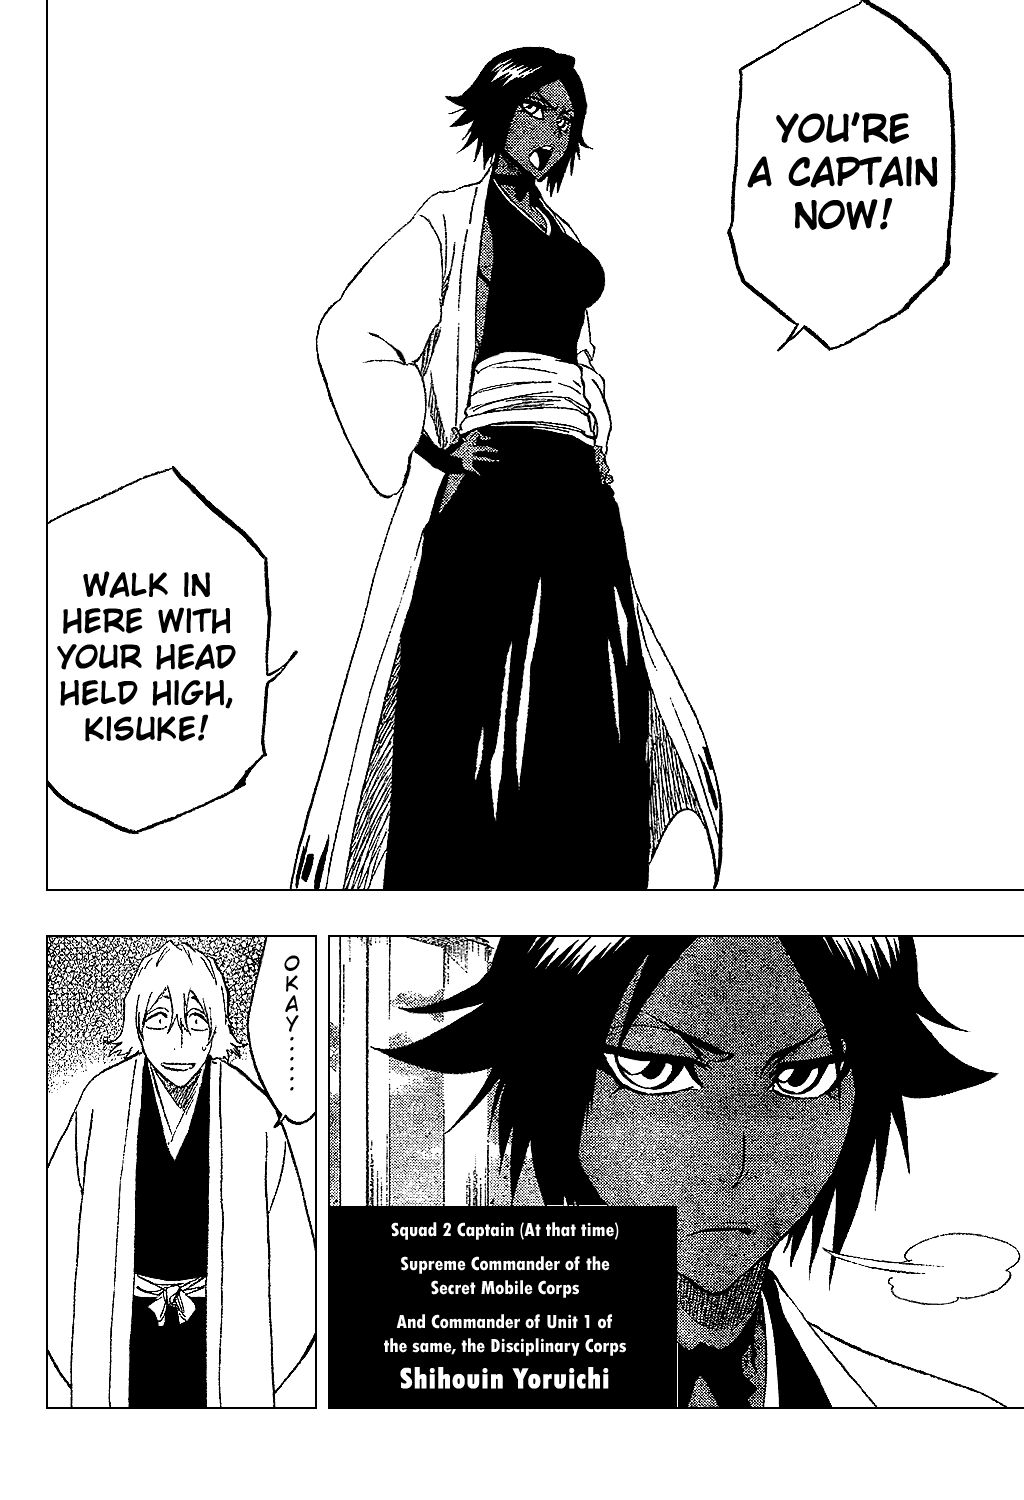 YOU'RE
A CAPTAIN
NOW!
WALK IN
HERE WITH
YOUR HEAD
HELD HIGH,
KISUKE!
OKAY.......
Squad 2 Captain (At that time)
Supreme Commander of the
Secret Mobile Corps
And Commander of Unit 1 of
the same, the Disciplinary Corps
Shihouin Yoruichi